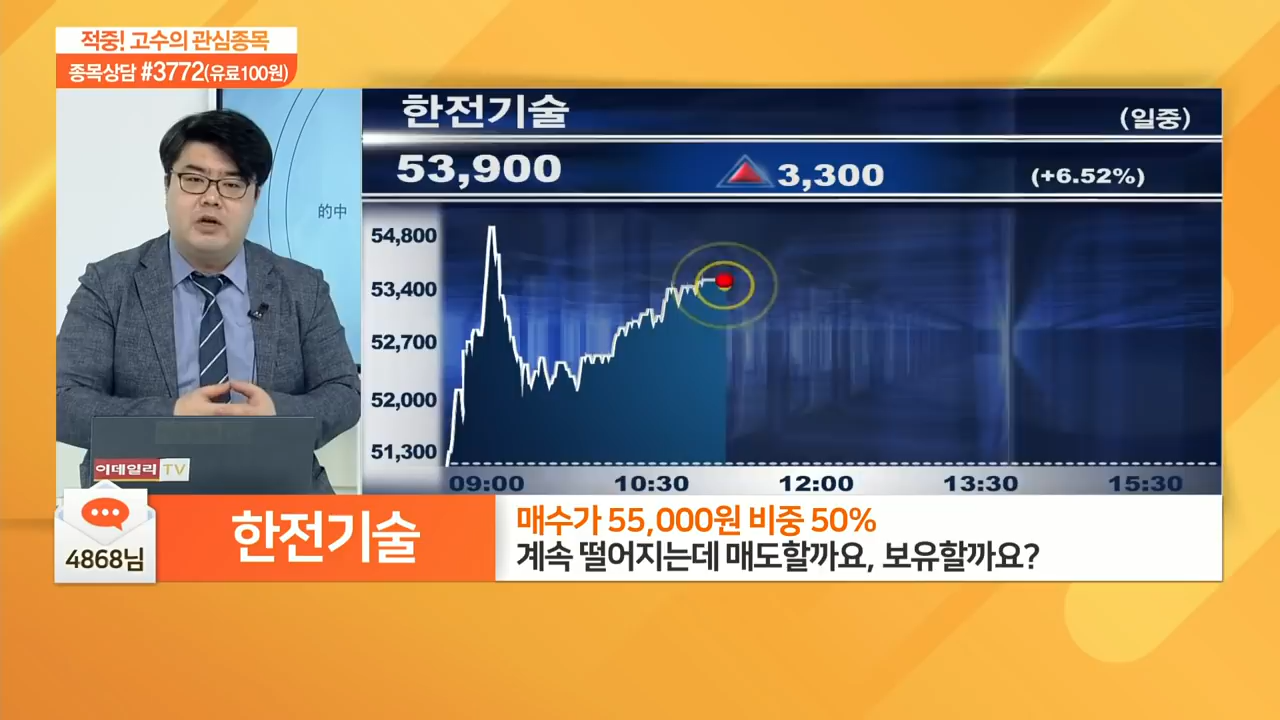 적중! 고수의 관심종목
종목상담 #3772(유료100원)
的中
한전기술
(일중)
53,900
3,300
(+6.52%)
54,800
53,400
52,700
52,000
51,300
09:00
10:30
12:00
13:30
15:30
이데일리 TV
4868님
한전기술
매수가 55,000원 비중 50%
계속 떨어지는데 매도할까요, 보유할까요?